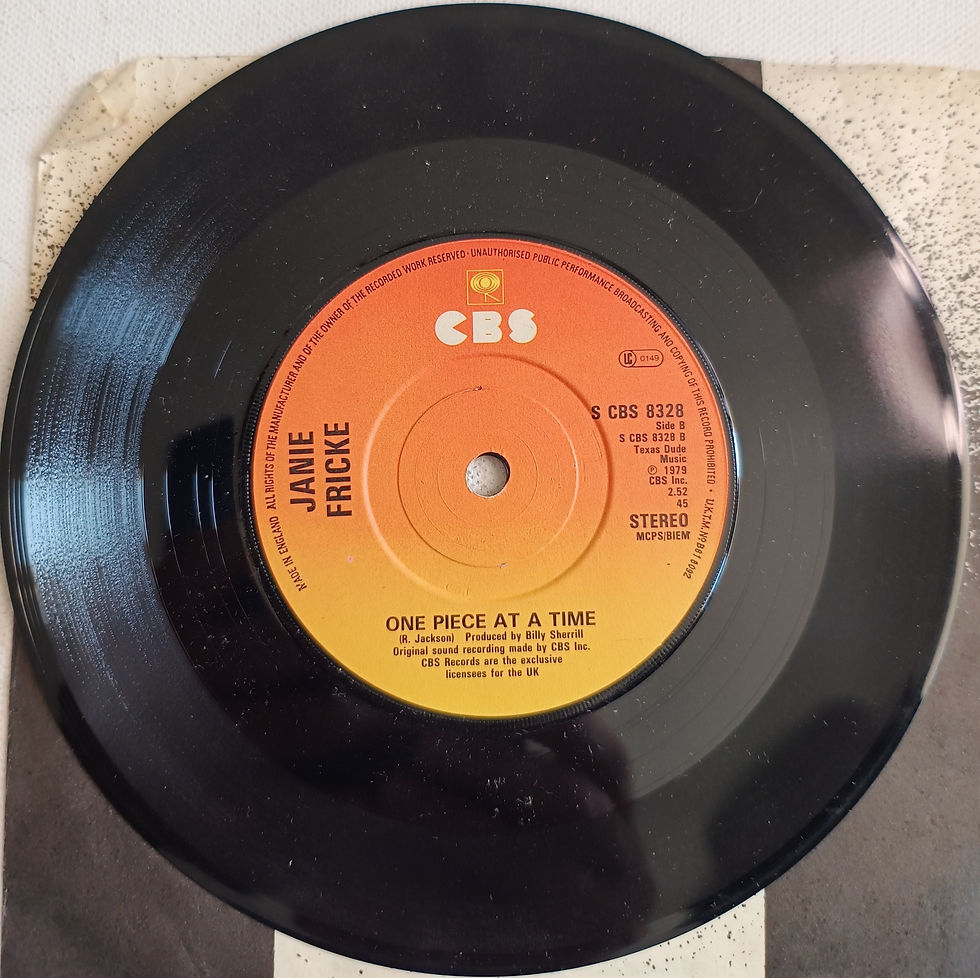 MADE IN ENGLAND ALL RIGHTS OF THE MANUFACTURER AND OF THE OWNER OF THE RECORDED WORK RESERVED · UNAUTHORISED PUBLIC PERFORMANCE BROADCASTING AND COPYING OF THIS RECORD PROHIBITED · U.K.T.M. Nº B818092
CBS
LC 0149
JANIE
FRICKE
S CBS 8328
Side B
S CBS 8328 B
Texas Dude
Music
℗ 1979
CBS Inc.
2.52
45
STEREO
MCPS/BIEM
ONE PIECE AT A TIME
(R. Jackson) Produced by Billy Sherrill
Original sound recording made by CBS Inc.
CBS Records are the exclusive
licensees for the UK